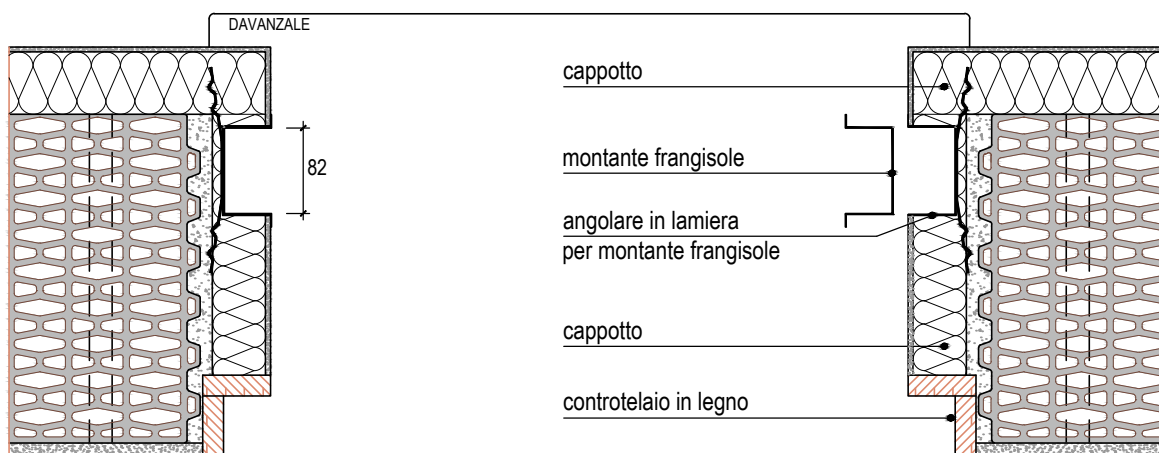 DAVANZALE
cappotto
montante frangisole
82
angolare in lamiera
per montante frangisole
cappotto
controtelaio in legno